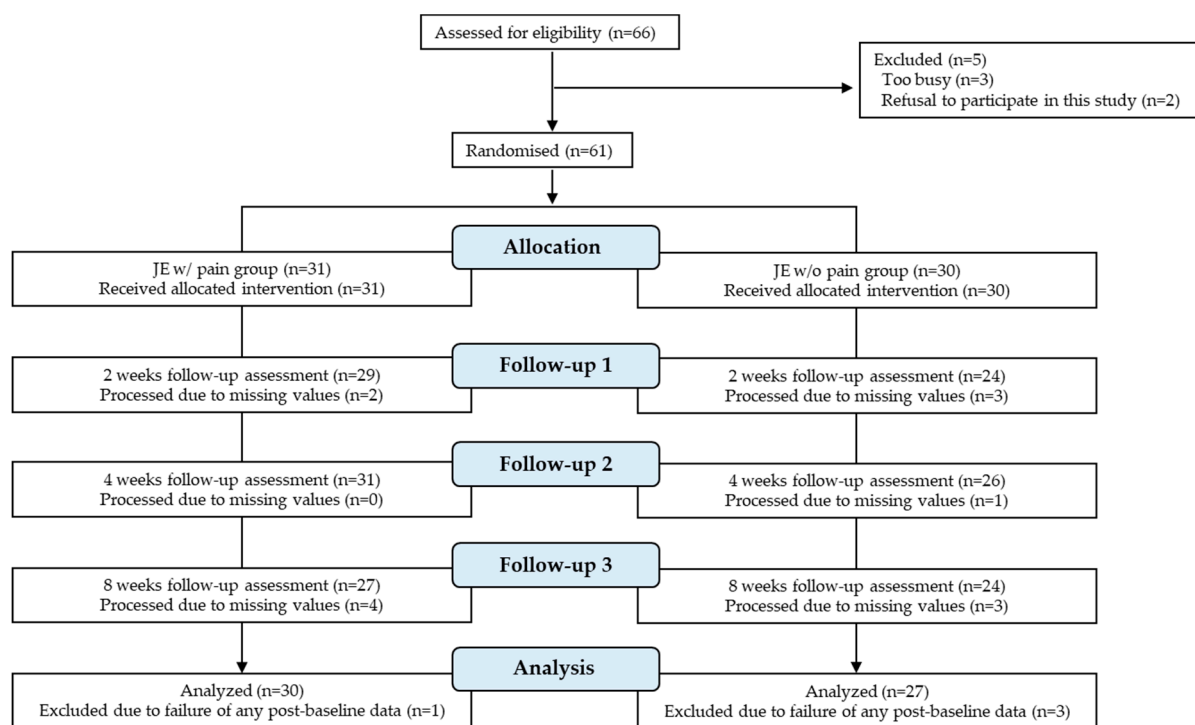 Assessed for eligibility (n=66)
Excluded (n=5)
Too busy (n=3)
Refusal to participate in this study (n=2)
Randomised (n=61)
Allocation
JE w/ pain group (n=31)
Received allocated intervention (n=31)
JE w/o pain group (n=30)
Received allocated intervention (n=30)
Follow-up 1
2 weeks follow-up assessment (n=29)
Processed due to missing values (n=2)
2 weeks follow-up assessment (n=24)
Processed due to missing values (n=3)
Follow-up 2
4 weeks follow-up assessment (n=31)
Processed due to missing values (n=0)
4 weeks follow-up assessment (n=26)
Processed due to missing values (n=1)
Follow-up 3
8 weeks follow-up assessment (n=27)
Processed due to missing values (n=4)
8 weeks follow-up assessment (n=24)
Processed due to missing values (n=3)
Analysis
Analyzed (n=30)
Excluded due to failure of any post-baseline data (n=1)
Analyzed (n=27)
Excluded due to failure of any post-baseline data (n=3)